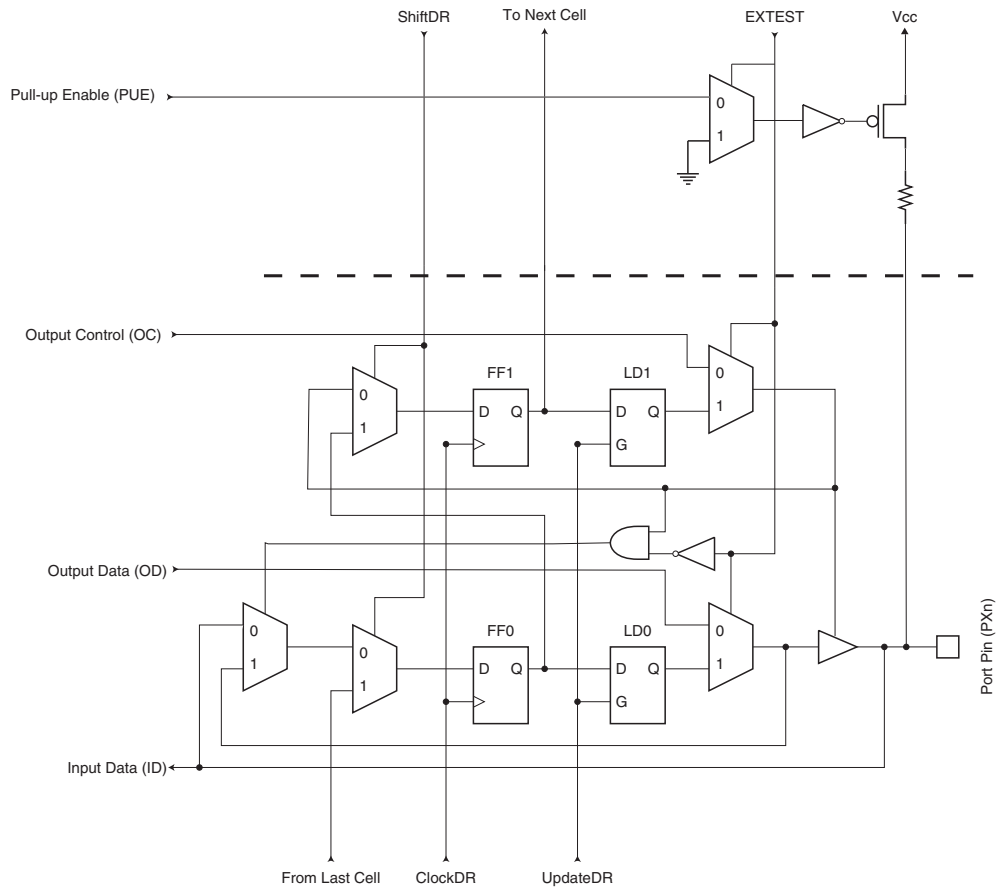 ShiftDR
To Next Cell
EXTEST
Vcc
Pull-up Enable (PUE)
0
1
Output Control (OC)
FF1
LD1
0
0
D Q
D Q
1
1
G
Output Data (OD)
FF0
LD0
0
0
0
D Q
D Q
1
1
1
G
Port Pin (PXn)
Input Data (ID)
From Last Cell
ClockDR
UpdateDR